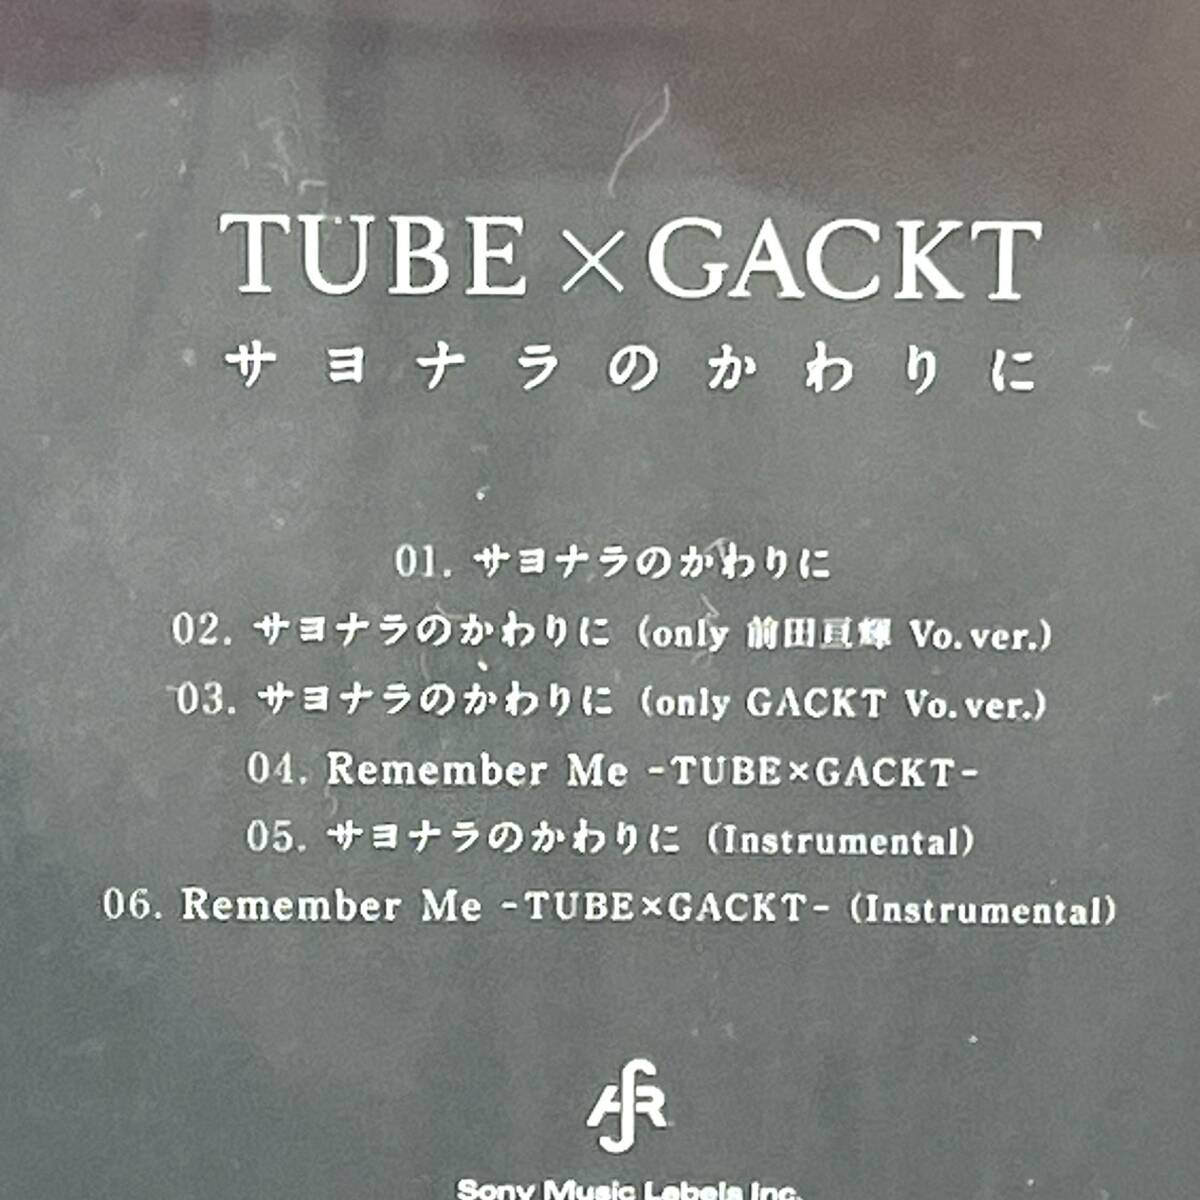 TUBE×GACKT
サヨナラのかわりに
01. サヨナラのかわりに
02. サヨナラのかわりに (only 前田亘輝 Vo.ver.)
03. サヨナラのかわりに (only GACKT Vo.ver.)
04. Remember Me -TUBE×GACKT-
05. サヨナラのかわりに (Instrumental)
06. Remember Me -TUBE×GACKT- (Instrumental)
Sony Music Labels Inc.